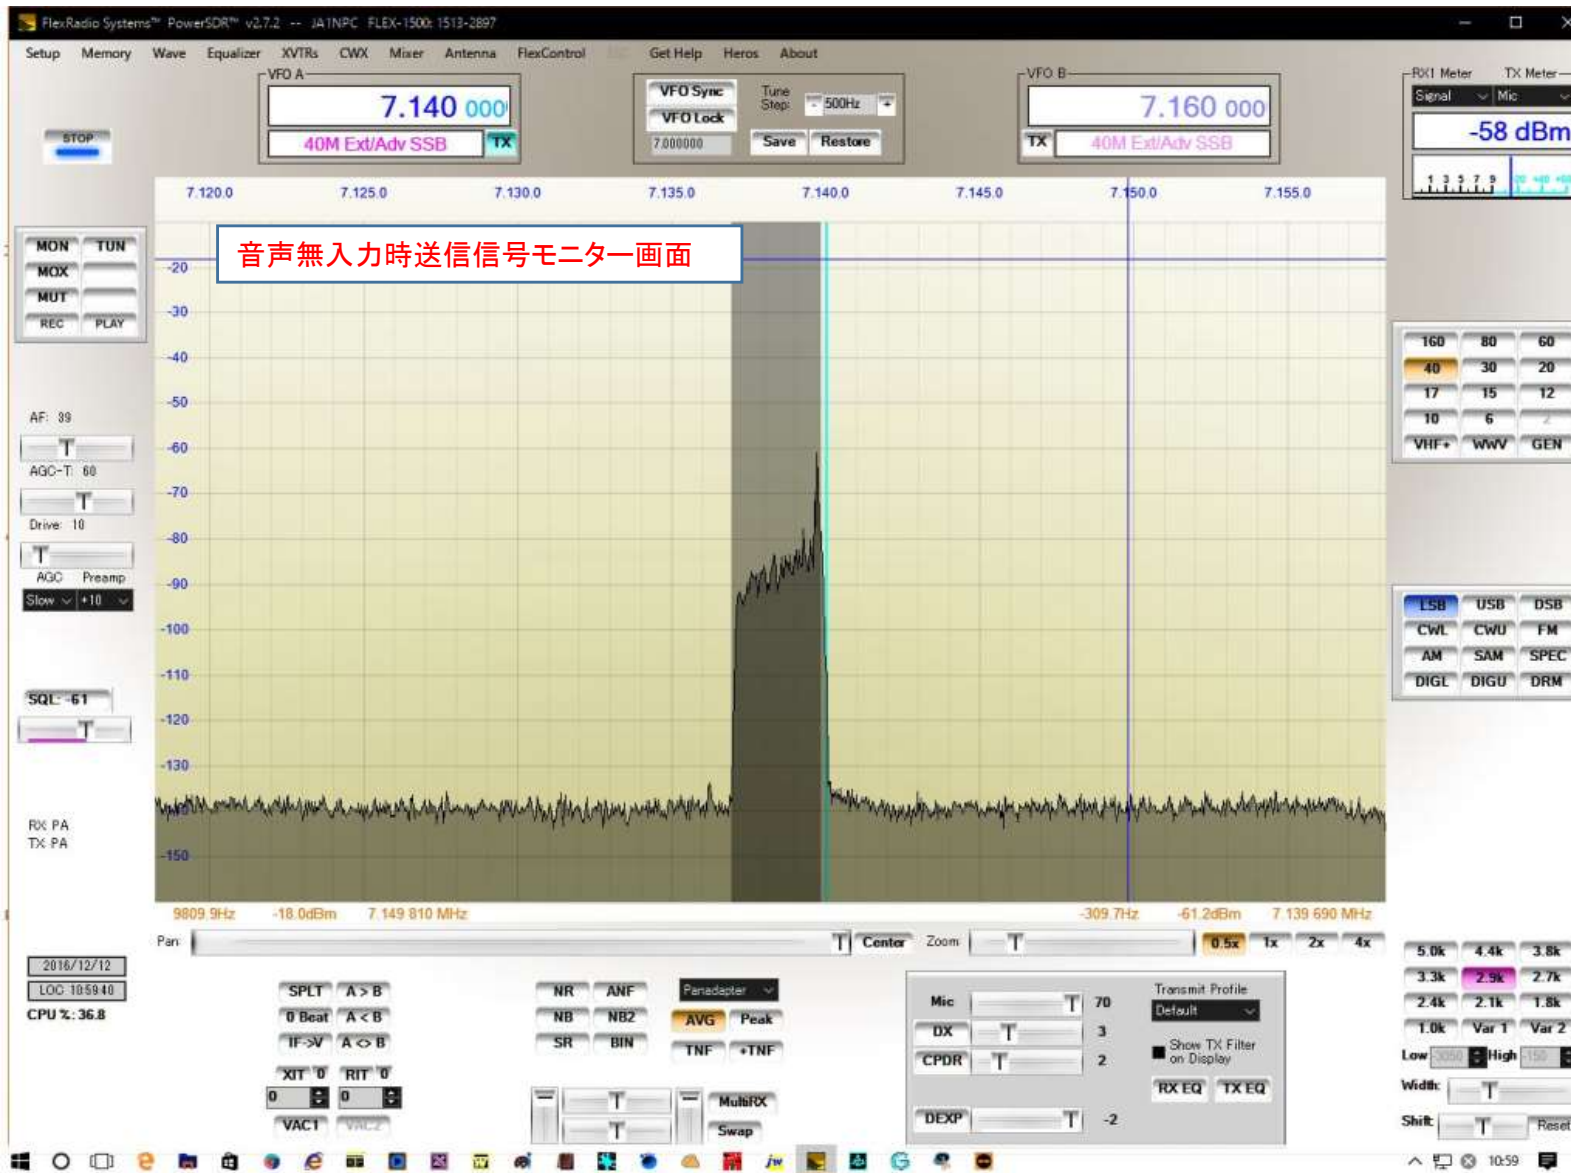 FlexRadio Systems™ PowerSDR™ v2.7.2 -- JA1NPC FLEX-1500: 1513-2897
Setup Memory Wave Equalizer XVTRs CWX Mixer Antenna FlexControl Get Help Heros About
VFO A
7.140 000
40M Ext/Adv SSB TX
VFO Sync
VFO Lock
7.000000
Tune Step: - 500Hz +
Save Restore
VFO B
7.160 000
TX 40M Ext/Adv SSB
RX1 Meter TX Meter
Signal Mic
-58 dBm
1 3 5 7 9 +20 +40 +60
STOP
7.120.0 7.125.0 7.130.0 7.135.0 7.140.0 7.145.0 7.150.0 7.155.0
音声無入力時送信信号モニター画面
MON TUN
MOX
MUT
REC PLAY
-20
-30
-40
-50
-60
-70
-80
-90
-100
-110
-120
-130
-140
-150
AF: 39
AGC-T: 60
Drive: 10
AGC Preamp
Slow +10
SQL: -61
RX PA
TX PA
160 80 60
40 30 20
17 15 12
10 6 2
VHF+ WWV GEN
LSB USB DSB
CWL CWU FM
AM SAM SPEC
DIGL DIGU DRM
9809.9Hz -18.0dBm 7.149 810 MHz
-309.7Hz -61.2dBm 7.139 690 MHz
Pan: Center Zoom: 0.5x 1x 2x 4x
2016/12/12
LOC 10:59:40
CPU %: 36.8
SPLT A > B
0 Beat A < B
IF->V A <> B
XIT 0 RIT 0
0 0
VAC1 VAC2
NR ANF
NB NB2
SR BIN
Panadapter
AVG Peak
TNF +TNF
MultiRX
Swap
Mic 70
DX 3
CPDR 2
DEXP -2
Transmit Profile
Default
Show TX Filter on Display
RX EQ TX EQ
5.0k 4.4k 3.8k
3.3k 2.9k 2.7k
2.4k 2.1k 1.8k
1.0k Var 1 Var 2
Low -3050 High -150
Width:
Shift: Reset
10:59